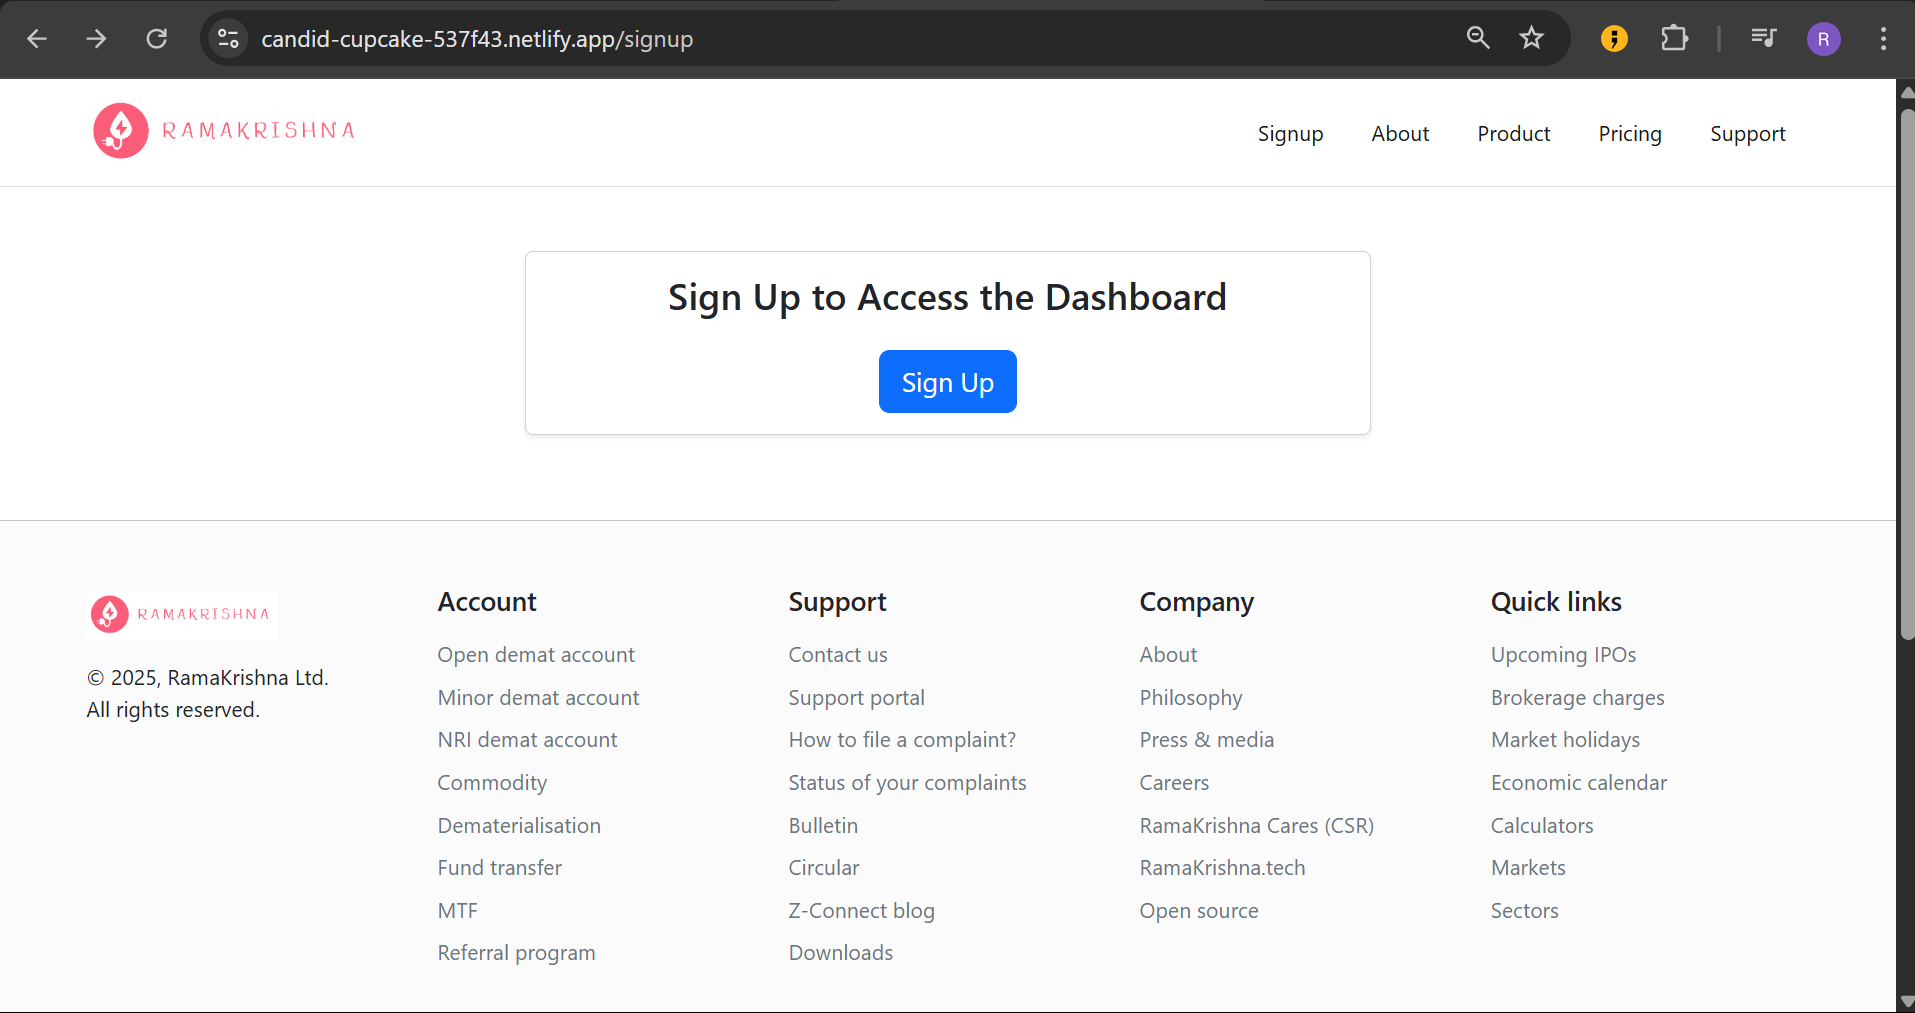 candid-cupcake-537f43.netlify.app/signup
R
RAMAKRISHNA
Signup About Product Pricing Support
Sign Up to Access the Dashboard
Sign Up
RAMAKRISHNA
© 2025, RamaKrishna Ltd.
All rights reserved.
Account
Open demat account
Minor demat account
NRI demat account
Commodity
Dematerialisation
Fund transfer
MTF
Referral program
Support
Contact us
Support portal
How to file a complaint?
Status of your complaints
Bulletin
Circular
Z-Connect blog
Downloads
Company
About
Philosophy
Press & media
Careers
RamaKrishna Cares (CSR)
RamaKrishna.tech
Open source
Quick links
Upcoming IPOs
Brokerage charges
Market holidays
Economic calendar
Calculators
Markets
Sectors